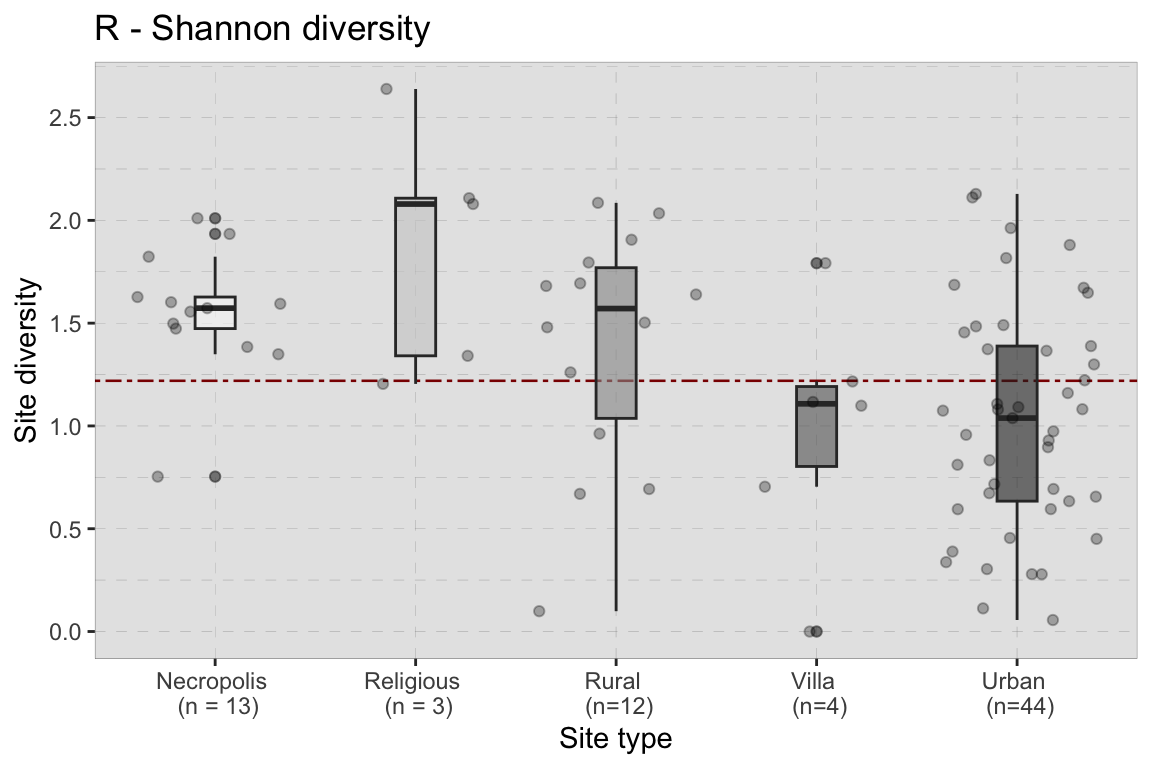 R - Shannon diversity
Site diversity
2.5
2.0
1.5
1.0
0.5
0.0
Necropolis Religious Rural Villa Urban
(n = 13) (n = 3) (n=12) (n=4) (n=44)
Site type